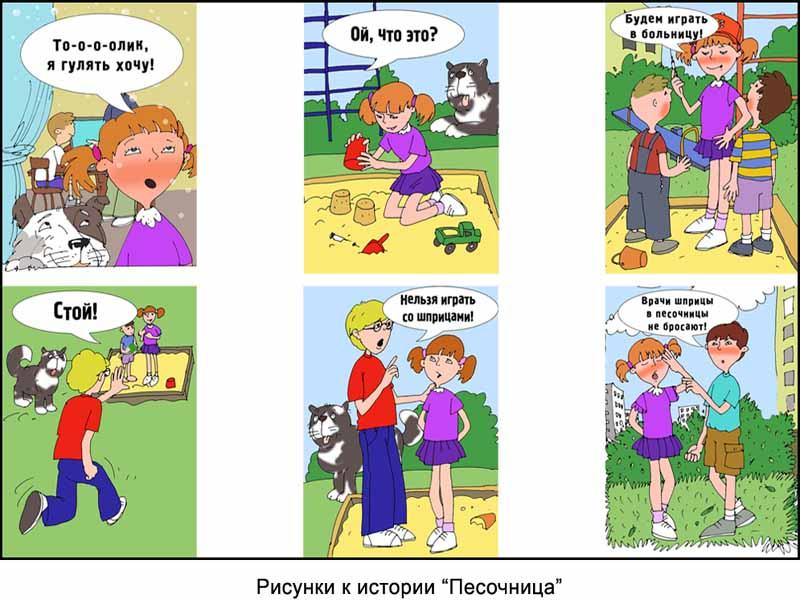 То-о-о-олик,
я гулять хочу!
Ой, что это?
Будем играть
в больницу!
Стой!
Нельзя играть
со шприцами!
Врачи шприцы
в песочницы
не бросают!
Рисунки к истории “Песочница”